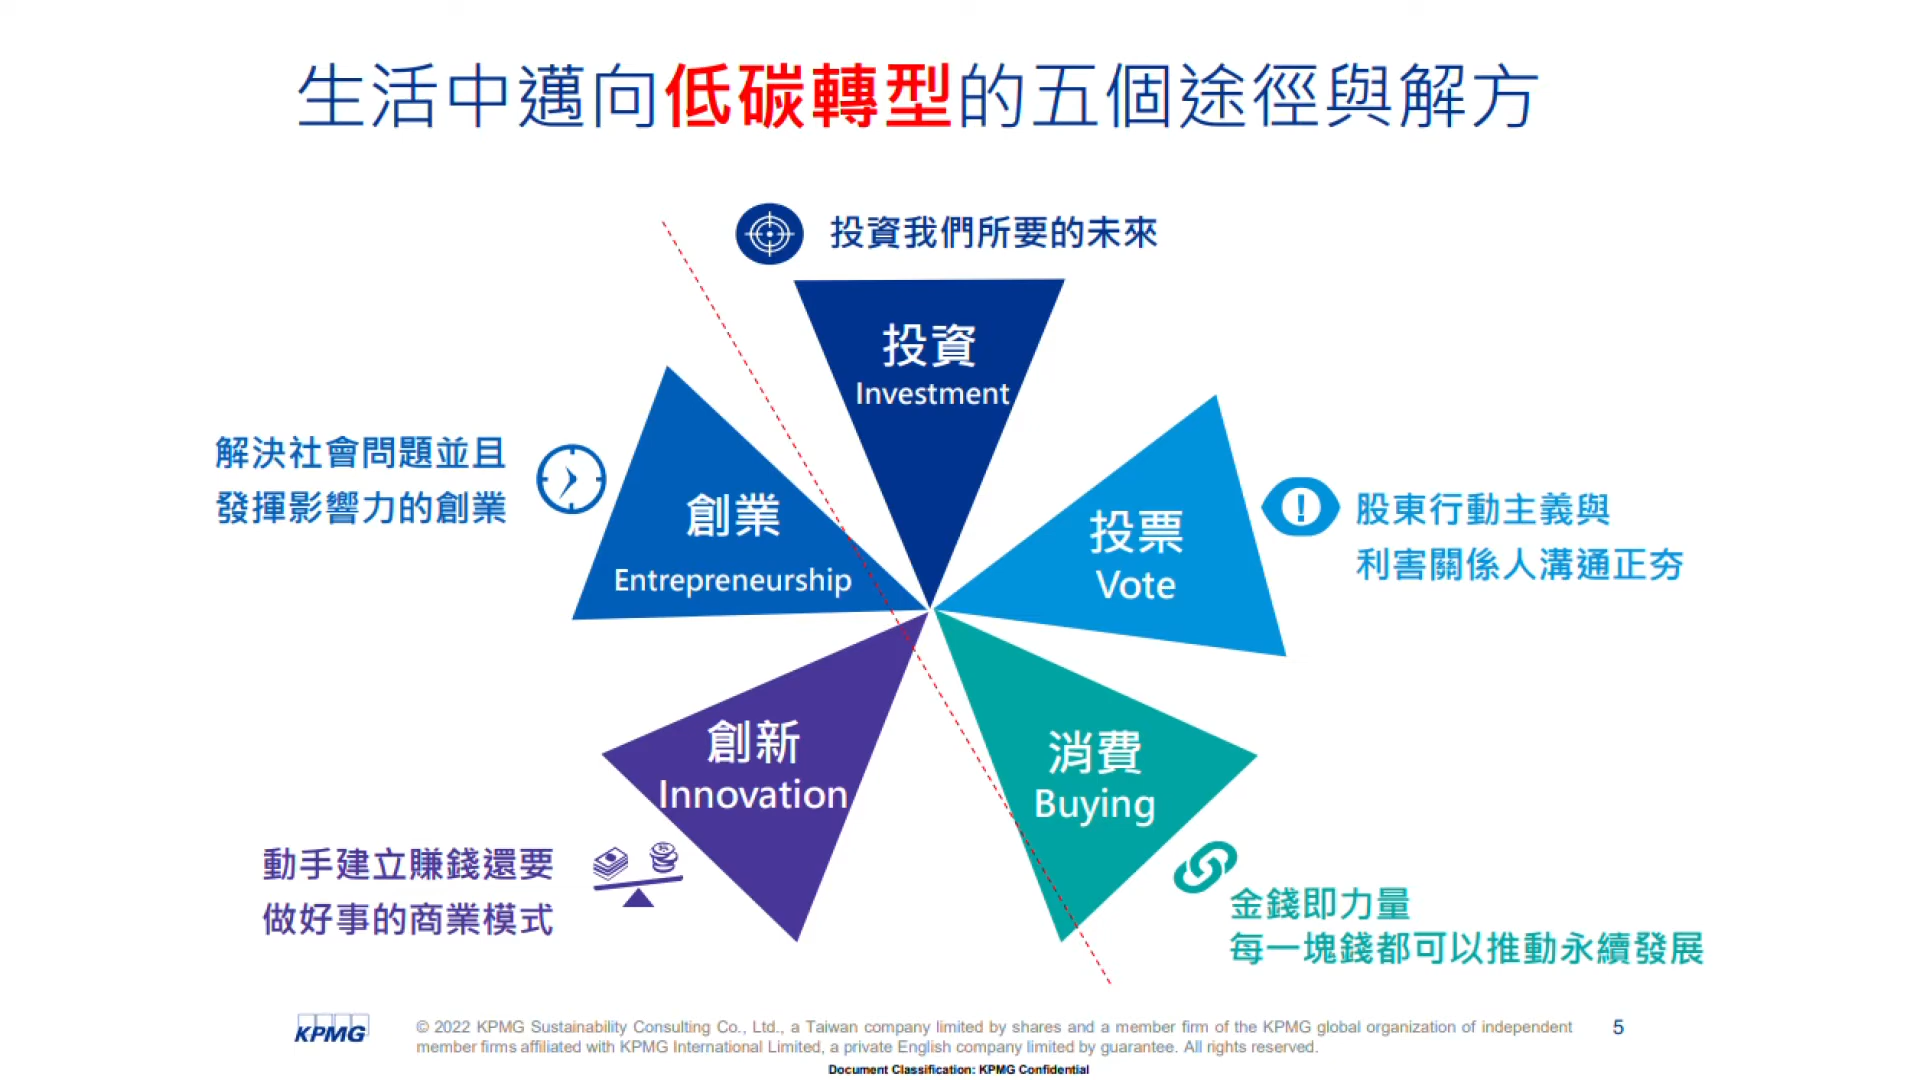 生活中邁向低碳轉型的五個途徑與解方
投資我們所要的未來
投資
Investment
解決社會問題並且
發揮影響力的創業
創業
Entrepreneurship
投票
Vote
股東行動主義與
利害關係人溝通正夯
創新
Innovation
消費
Buying
動手建立賺錢還要
做好事的商業模式
金錢即力量
每一塊錢都可以推動永續發展
KPMG
© 2022 KPMG Sustainability Consulting Co., Ltd., a Taiwan company limited by shares and a member firm of the KPMG global organization of independent
member firms affiliated with KPMG International Limited, a private English company limited by guarantee. All rights reserved.
5
Document Classification: KPMG Confidential